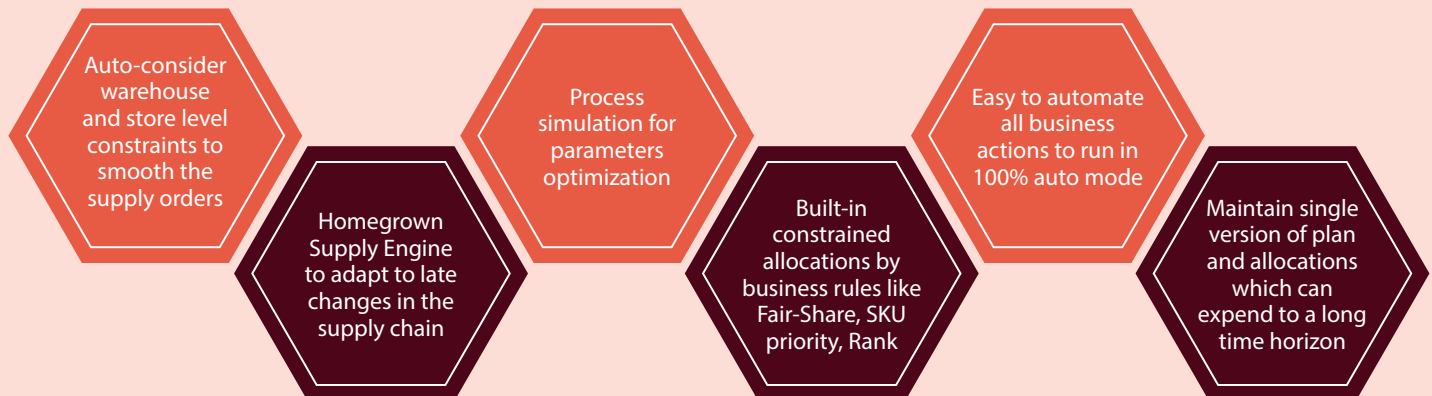 Auto-consider
warehouse
and store level
constraints to
smooth the
supply orders
Homegrown
Supply Engine
to adapt to late
changes in the
supply chain
Process
simulation for
parameters
optimization
Built-in
constrained
allocations by
business rules like
Fair-Share, SKU
priority, Rank
Easy to automate
all business
actions to run in
100% auto mode
Maintain single
version of plan
and allocations
which can
expend to a long
time horizon